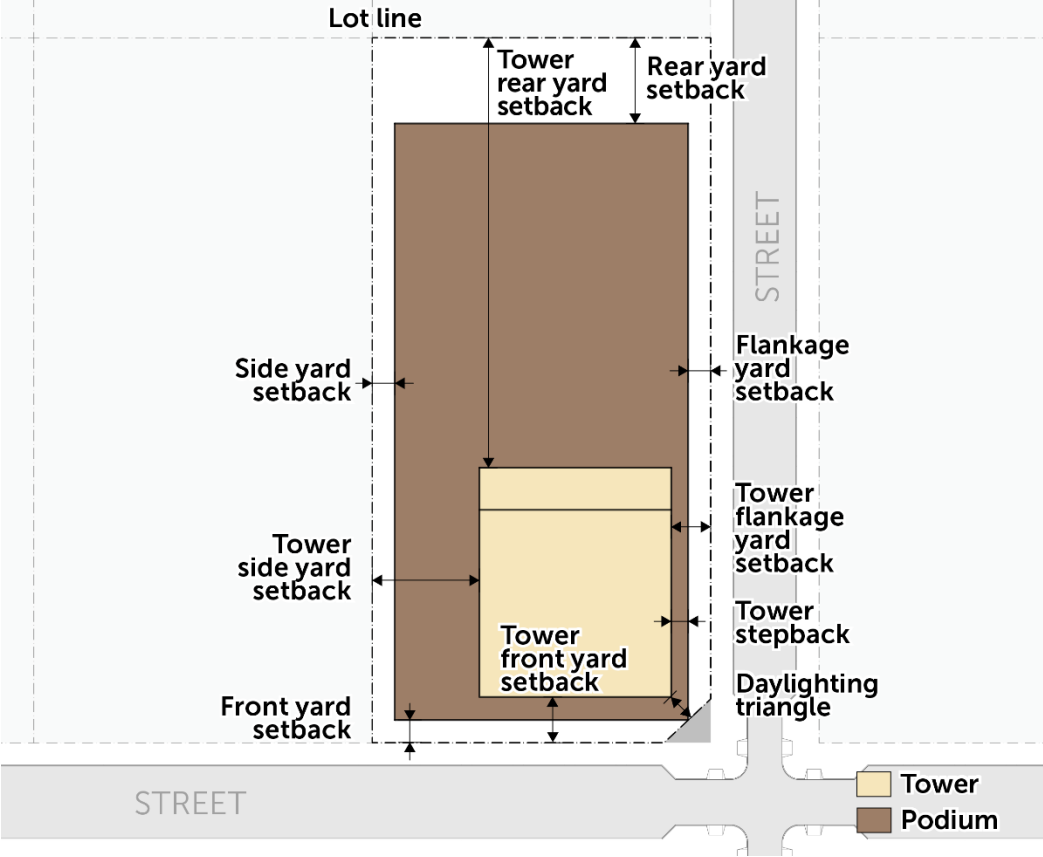 Lot line
Tower
rear yard
setback
Rear yard
setback
STREET
Side yard
setback
Flankage
yard
setback
Tower
flankage
yard
setback
Tower
side yard
setback
Tower
stepback
Tower
front yard
setback
Daylighting
triangle
Front yard
setback
STREET
Tower
Podium